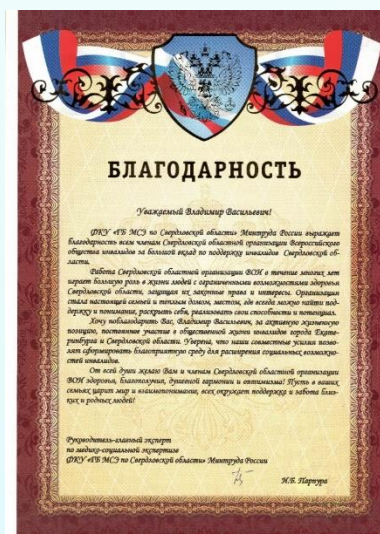 БЛАГОДАРНОСТЬ
Уважаемый Владимир Васильевич!
ФКУ «ГБ МСЭ по Свердловской области» Минтруда России выражает
благодарность всем членам Свердловской областной организации Всероссийского
общества инвалидов за большой вклад по поддержке инвалидов Свердловской об-
ласти.
Работа Свердловской областной организации ВОИ в течение многих лет
играет большую роль в жизни людей с ограниченными возможностями здоровья
Свердловской области, защищая их законные права и интересы. Организация
стала настоящей семьей и теплым домом, местом, где всегда можно найти под-
держку и понимание, раскрыть себя, реализовать свои способности и потенциал.
Хочу поблагодарить Вас, Владимир Васильевич, за активную жизненную
позицию, постоянное участие в общественной жизни инвалидов города Екате-
ринбурга и Свердловской области. Уверена, что наши совместные усилия позво-
лят сформировать благоприятную среду для расширения социальных возможно-
стей инвалидов.
От всей души желаю Вам и членам Свердловской областной организации
ВОИ здоровья, благополучия, душевной гармонии и оптимизма! Пусть в ваших
семьях царит мир и взаимопонимание, всех окружает поддержка и забота близ-
ких и родных людей!
Руководитель-главный эксперт
по медико-социальной экспертизе
ФКУ «ГБ МСЭ по Свердловской области» Минтруда России
И.Б. Парпура